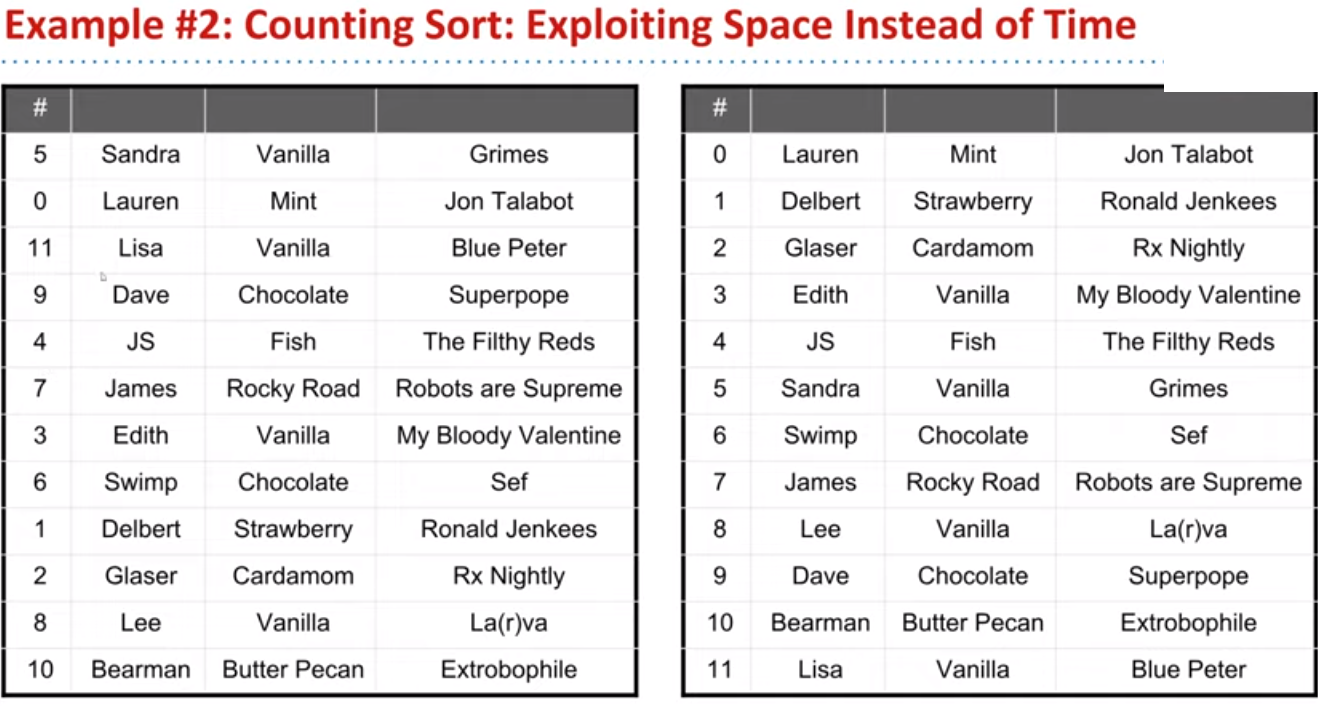 Example #2: Counting Sort: Exploiting Space Instead of Time
#
5 Sandra Vanilla Grimes
0 Lauren Mint Jon Talabot
11 Lisa Vanilla Blue Peter
9 Dave Chocolate Superpope
4 JS Fish The Filthy Reds
7 James Rocky Road Robots are Supreme
3 Edith Vanilla My Bloody Valentine
6 Swimp Chocolate Sef
1 Delbert Strawberry Ronald Jenkees
2 Glaser Cardamom Rx Nightly
8 Lee Vanilla La(r)va
10 Bearman Butter Pecan Extrobophile
#
0 Lauren Mint Jon Talabot
1 Delbert Strawberry Ronald Jenkees
2 Glaser Cardamom Rx Nightly
3 Edith Vanilla My Bloody Valentine
4 JS Fish The Filthy Reds
5 Sandra Vanilla Grimes
6 Swimp Chocolate Sef
7 James Rocky Road Robots are Supreme
8 Lee Vanilla La(r)va
9 Dave Chocolate Superpope
10 Bearman Butter Pecan Extrobophile
11 Lisa Vanilla Blue Peter